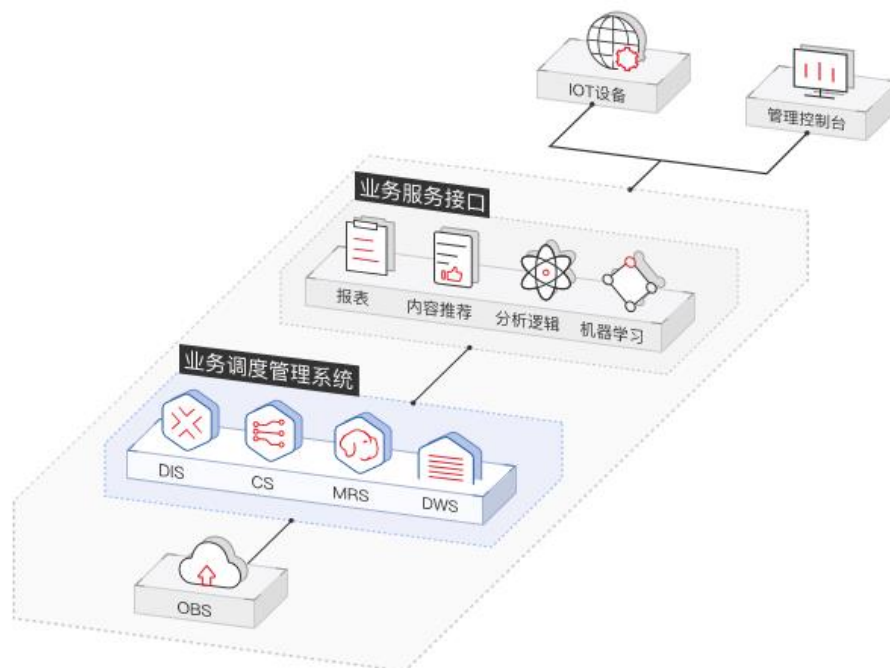 IOT设备
管理控制台
业务服务接口
报表
内容推荐
分析逻辑
机器学习
业务调度管理系统
DIS
CS
MRS
DWS
OBS